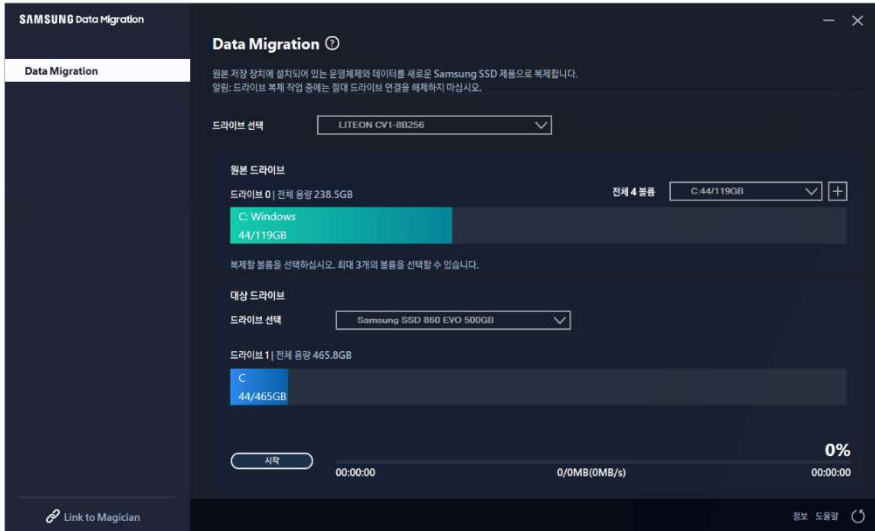 SAMSUNG Data Migration
Data Migration
Data Migration ?
원본 저장 장치에 설치되어 있는 운영체제와 데이터를 새로운 Samsung SSD 제품으로 복제합니다.
알림: 드라이브 복제 작업 중에는 절대 드라이브 연결을 해제하지 마십시오.
드라이브 선택 LITEON CV1-8B256
원본 드라이브
드라이브 0 | 전체 용량 238.5GB 전체 4 볼륨 C:44/119GB +
C: Windows
44/119GB
복제할 볼륨을 선택하십시오. 최대 3개의 볼륨을 선택할 수 있습니다.
대상 드라이브
드라이브 선택 Samsung SSD 860 EVO 500GB
드라이브 1 | 전체 용량 465.8GB
C
44/465GB
0%
시작
00:00:00 0/0MB(0MB/s) 00:00:00
Link to Magician 정보 도움말